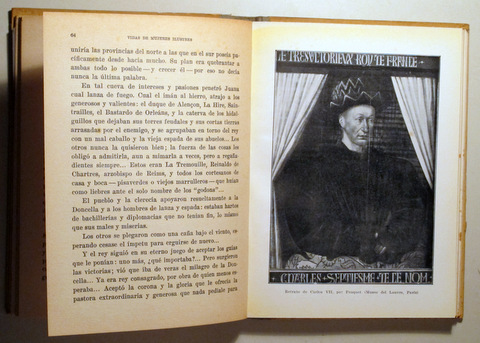 64
VIDAS DE MUJERES ILUSTRES
uniría las provincias del norte a las que en el sur poseía pa-
cíficamente desde hacía mucho. Su plan era quebrantar a
ambas todo lo posible — y creer él — por eso no decía
nunca la última palabra.
En tal cueva de intereses y pasiones penetró Juana
cual lanza de fuego. Cual el imán al hierro, atrajo a los
generosos y valientes: el duque de Alençon, La Hire, Sain-
trailles, el Bastardo de Orleáns, y la caterva de los hidal-
guillos que dejaban sus torres feudales y sus cortas tierras
arrasadas por el enemigo, y se agrupaban en torno del rey
con un mal caballo y la vieja espada de sus abuelos... Los
otros nunca la quisieron bien; la fuerza de las cosas les
obligó a admitirla, aun a mimarla a veces, pero a regaña-
dientes siempre... Estos eran La Tremouille, Reinaldo de
Chartres, arzobispo de Reims, y todos los cortesanos de
casa y boca — pisaverdes o viejos marrulleros — que huían
como liebres ante el solo nombre de los "godons".
El pueblo y la clerecía apoyaron resueltamente a la
Doncella y a los hombres de lanza y espada: estaban hartos
de bachillerías y diplomacias que no tenían fin, lo mismo
que sus males y miserias.
Los otros se plegaron como una caña bajo el viento, es-
perando cosase el ímpetu para erguirse de nuevo...
Y el rey siguió en su eterno juego de aceptar los guías
que le ponían: uno más, ¿qué importaba?... Pero surgieron
las victorias; vió que iba de veras el milagro de la Don-
cella... Ya era rey consagrado, por obra de quien menos es-
peraba. Aceptó la corona y la gloria que le ofrecía la
pastora extraordinaria y generosa que nada pedíale para
LE TRESVICTORIEVX ROY DE FRANCE
CHARLES SEPTIESME DE CE NOM
Retrato de Carlos VII, por Fouquet (Museo del Louvre, París)